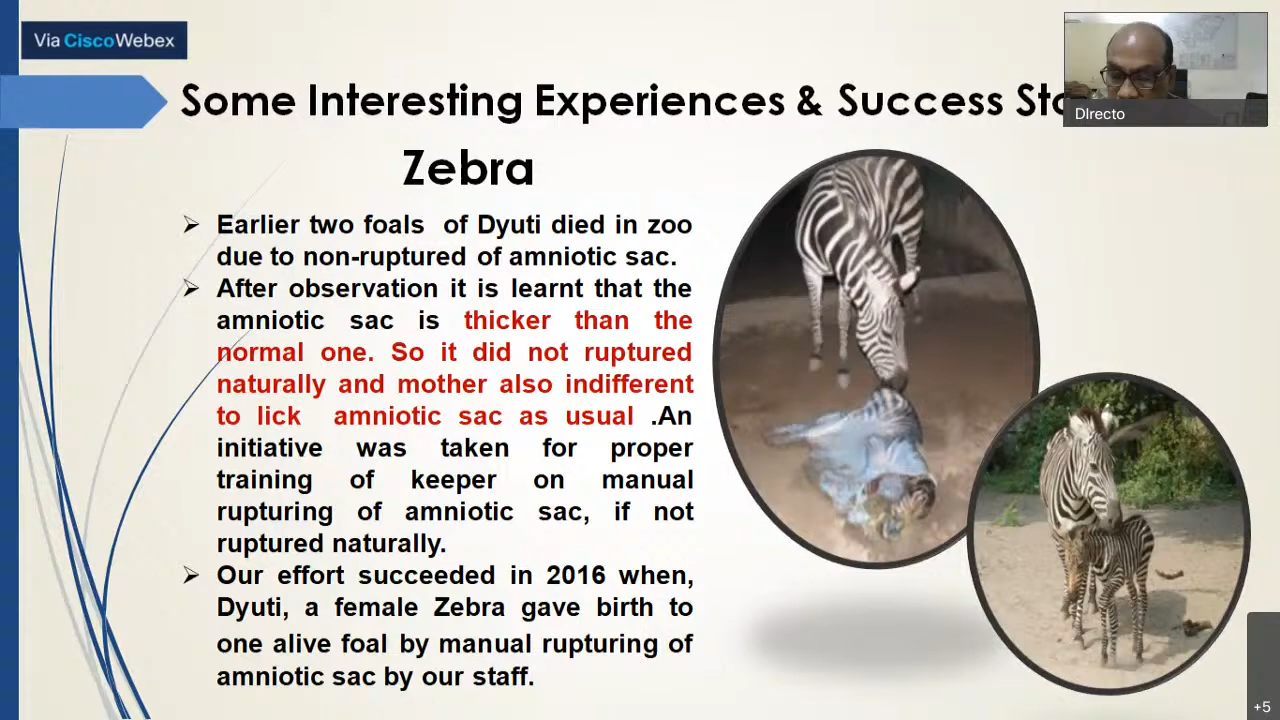 Via CiscoWebex
Some Interesting Experiences & Success Sto
DIrecto
Zebra
➢ Earlier two foals of Dyuti died in zoo
due to non-ruptured of amniotic sac.
➢ After observation it is learnt that the
amniotic sac is thicker than the
normal one. So it did not ruptured
naturally and mother also indifferent
to lick amniotic sac as usual .An
initiative was taken for proper
training of keeper on manual
rupturing of amniotic sac, if not
ruptured naturally.
➢ Our effort succeeded in 2016 when,
Dyuti, a female Zebra gave birth to
one alive foal by manual rupturing of
amniotic sac by our staff.
+5